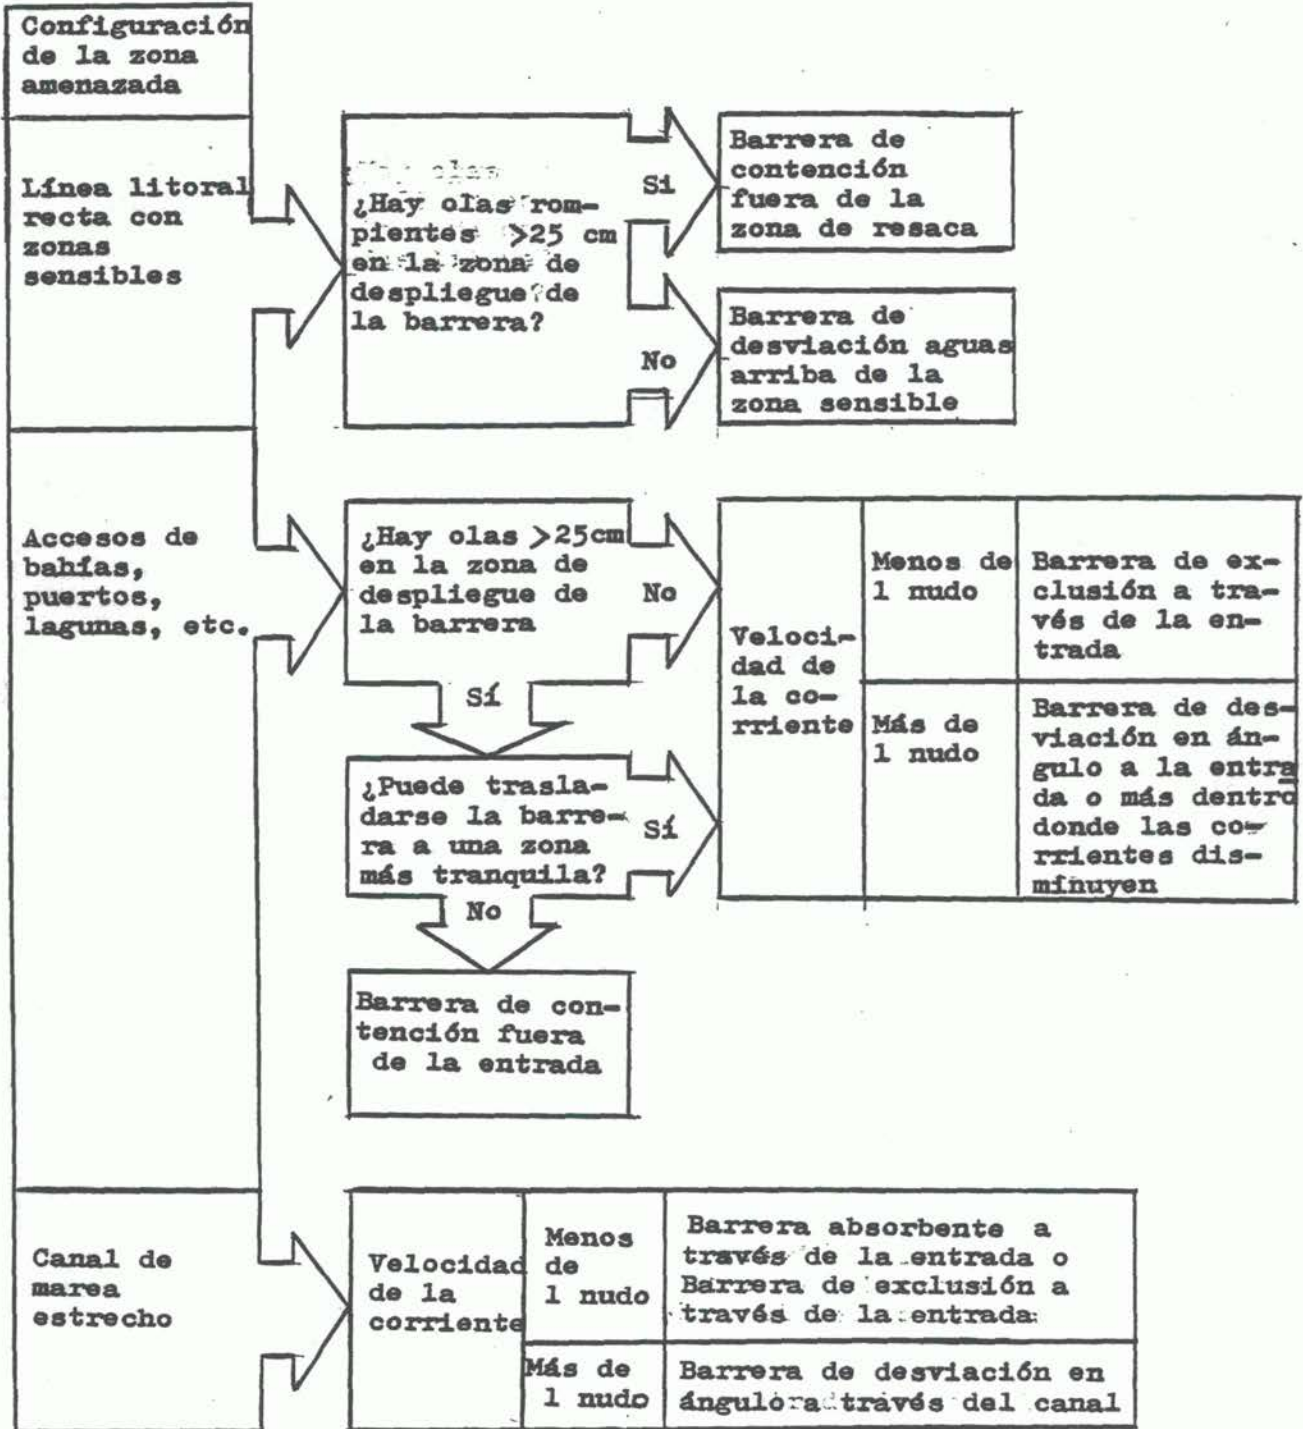 Configuración
de la zona
amenazada
Línea litoral
recta con
zonas
sensibles
¿Hay olas rom-
pientes >25 cm
en la zona de
despliegue de
la barrera?
Si
No
Barrera de
contención
fuera de la
zona de resaca
Barrera de
desviación aguas
arriba de la
zona sensible
Accesos de
bahías,
puertos,
lagunas, etc.
¿Hay olas >25cm
en la zona de
despliegue de
la barrera
No
Sí
¿Puede trasla-
darse la barre-
ra a una zona
más tranquila?
Sí
No
Barrera de con-
tención fuera
de la entrada
Veloci-
dad de
la co-
rriente
Menos de
1 nudo
Barrera de ex-
clusión a tra-
vés de la en-
trada
Más de
1 nudo
Barrera de des-
viación en án-
gulo a la entra
da o más dentro
donde las co-
rrientes dis-
minuyen
Canal de
marea
estrecho
Velocidad
de la
corriente
Menos
de
1 nudo
Barrera absorbente a
través de la entrada o
Barrera de exclusión a
través de la entrada
Más de
1 nudo
Barrera de desviación en
ángulo a través del canal